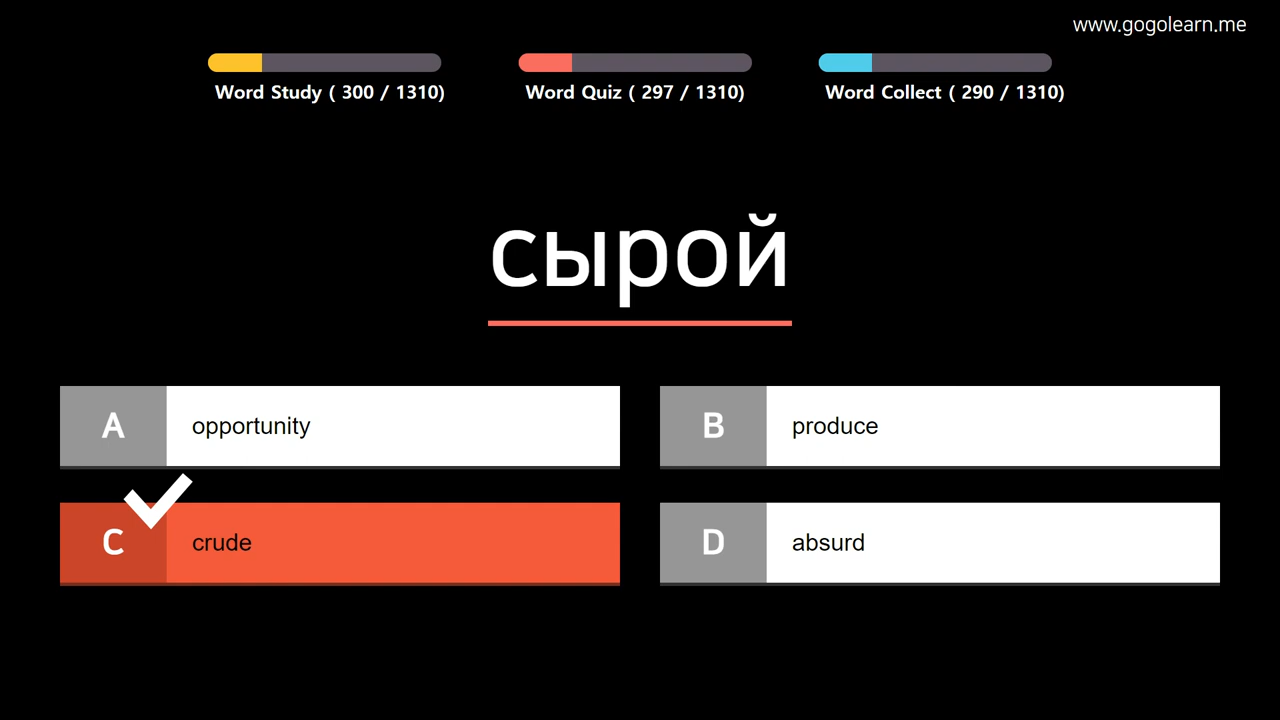 www.gogolearn.me
Word Study ( 300 / 1310)
Word Quiz ( 297 / 1310)
Word Collect ( 290 / 1310)
сырой
A opportunity
B produce
C crude
D absurd